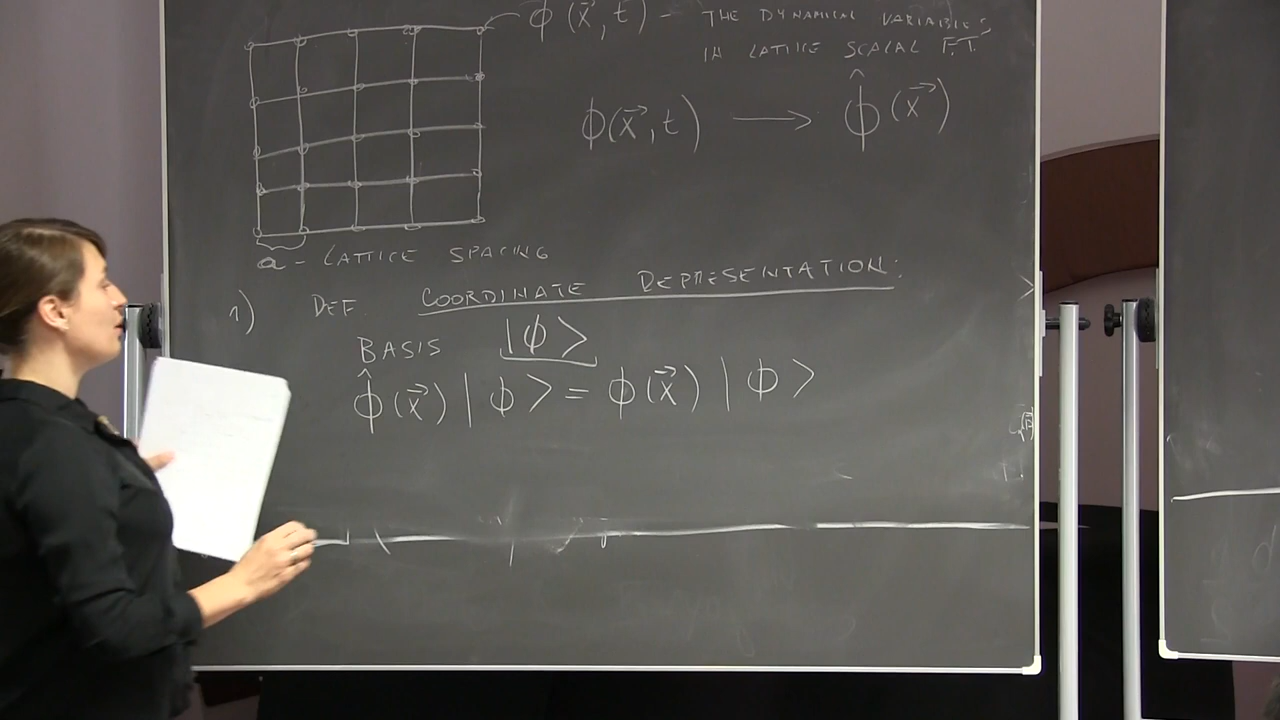 ϕ(x⃗, t) - THE DYNAMICAL VARIABLES
IN LATTICE SCALAR F.T.
ϕ(x⃗, t) ⟶ ϕ̂(x⃗)
a - LATTICE SPACING
1) DEF. COORDINATE REPRESENTATION:
BASIS |ϕ>
ϕ̂(x⃗)|ϕ> = ϕ(x⃗)|ϕ>